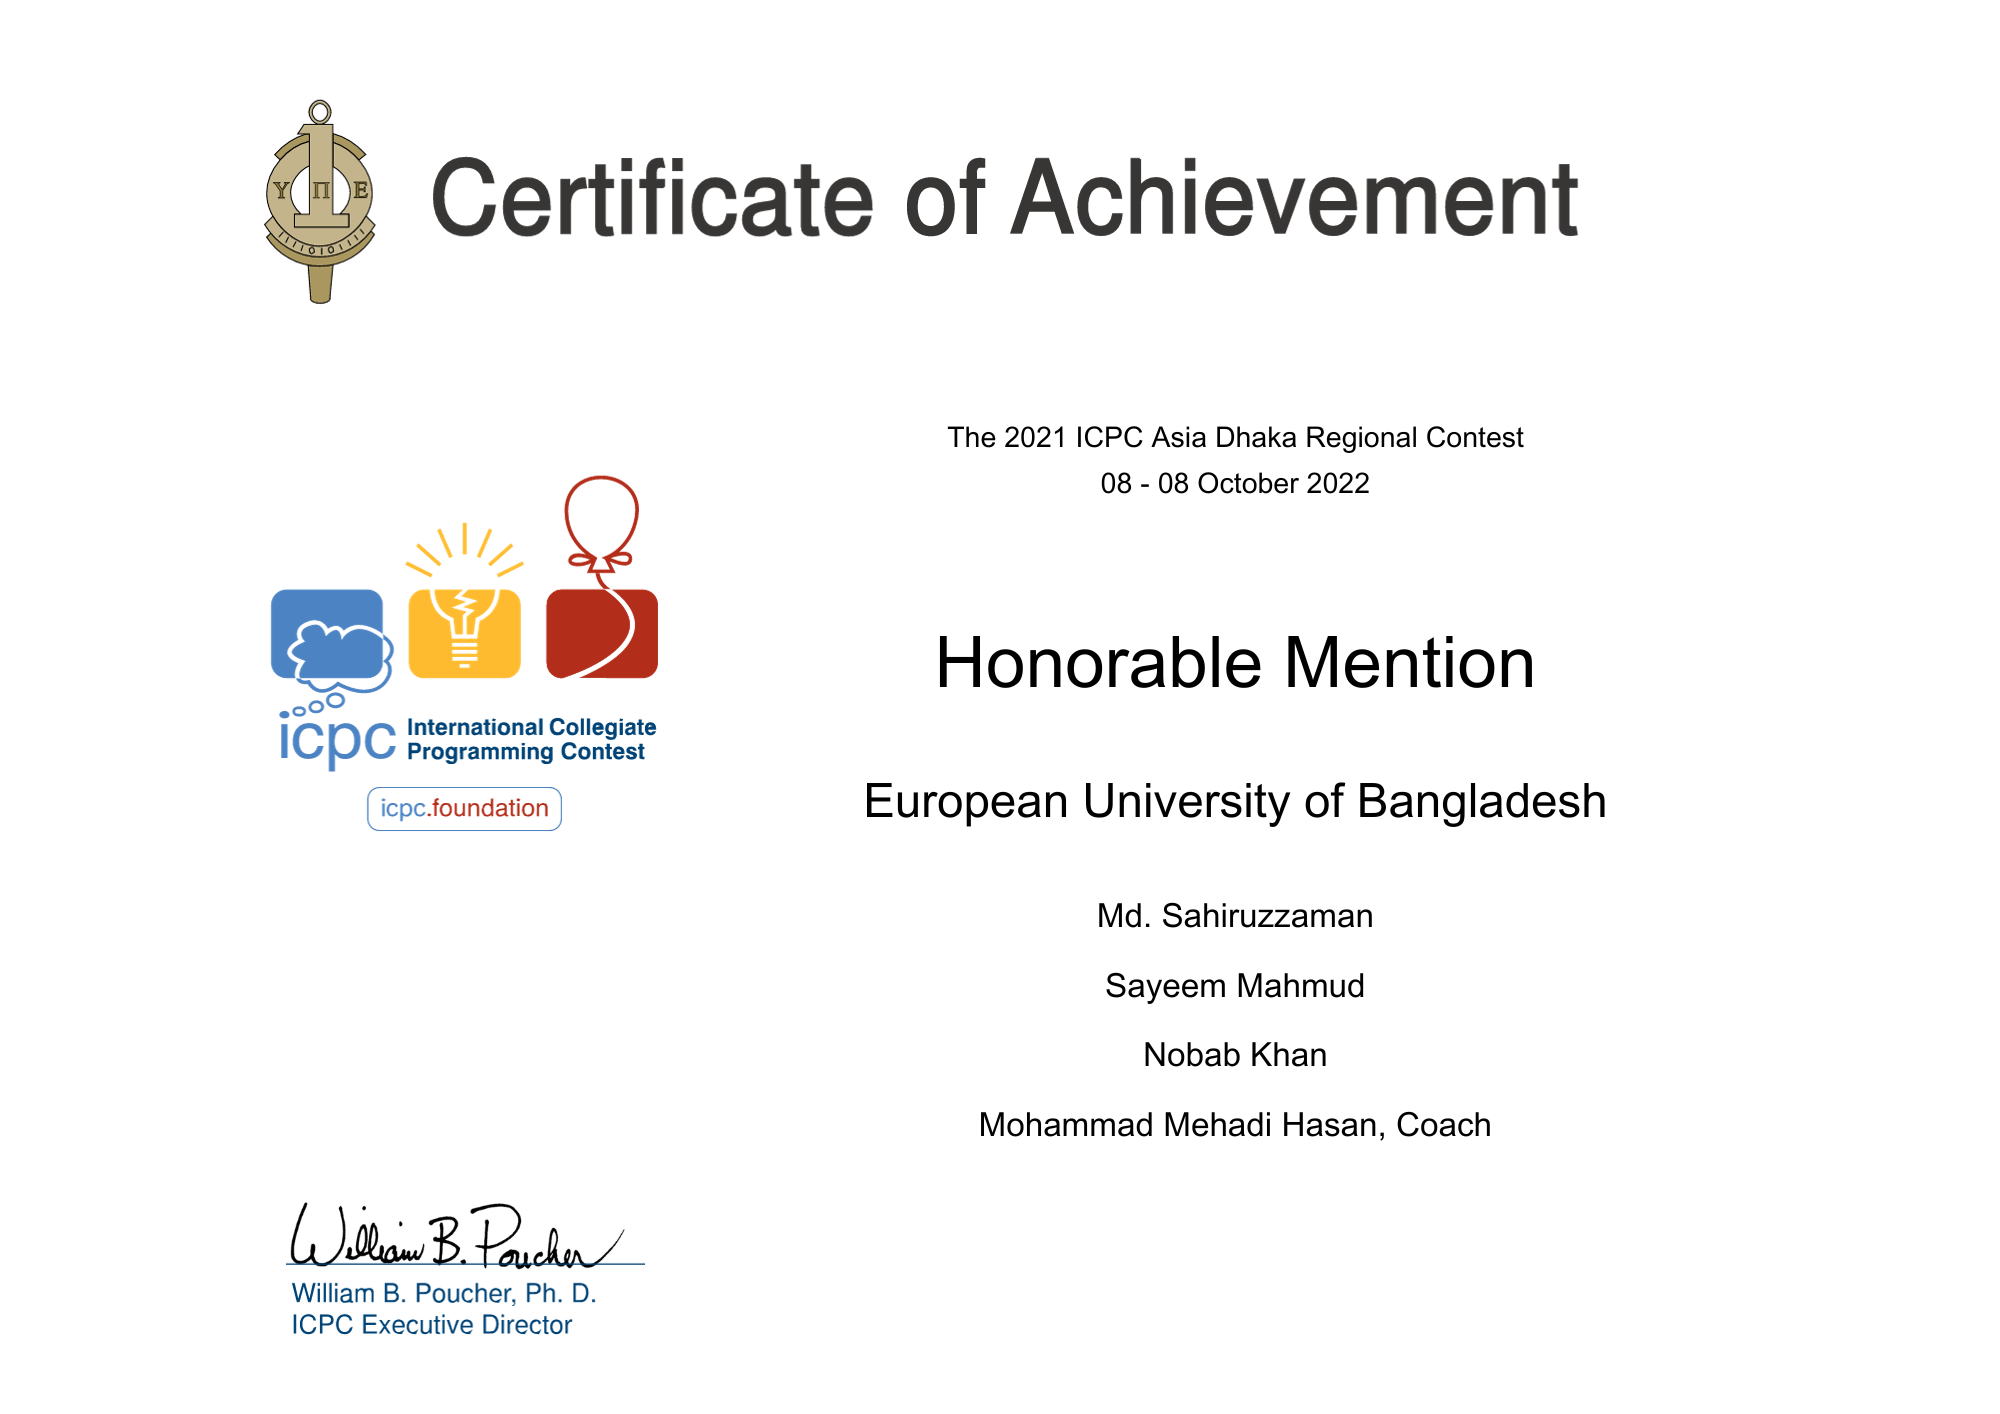 Υ Π Ε
Certificate of Achievement
The 2021 ICPC Asia Dhaka Regional Contest
08 - 08 October 2022
Honorable Mention
icpc International Collegiate
Programming Contest
icpc.foundation
European University of Bangladesh
Md. Sahiruzzaman
Sayeem Mahmud
Nobab Khan
Mohammad Mehadi Hasan, Coach
William B. Poucher
William B. Poucher, Ph. D.
ICPC Executive Director